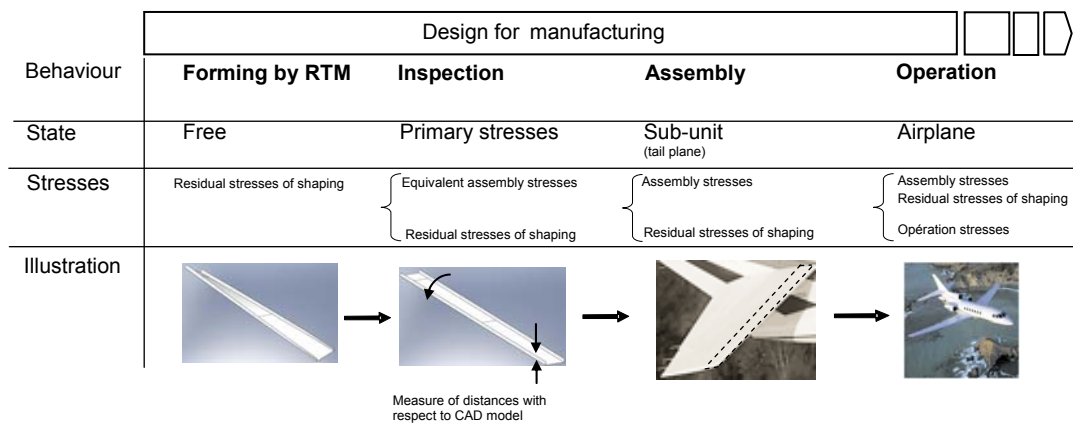 Design for manufacturing
Behaviour Forming by RTM Inspection Assembly Operation
State Free Primary stresses Sub-unit Airplane
(tail plane)
Stresses Residual stresses of shaping Equivalent assembly stresses Assembly stresses Assembly stresses
Residual stresses of shaping
Residual stresses of shaping Residual stresses of shaping Opération stresses
Illustration
Measure of distances with
respect to CAD model